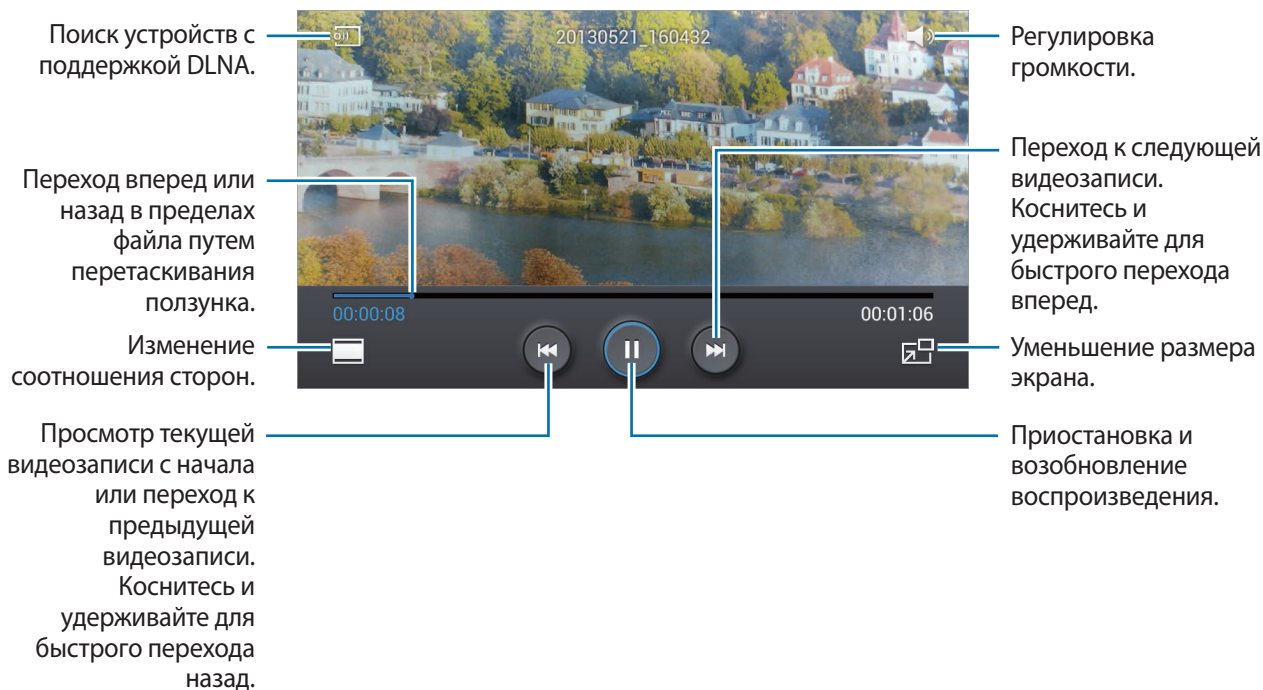 Поиск устройств с
поддержкой DLNA.
20130521_160432
Регулировка
громкости.
Переход вперед или
назад в пределах
файла путем
перетаскивания
ползунка.
Переход к следующей
видеозаписи.
Коснитесь и
удерживайте для
быстрого перехода
вперед.
00:00:08
00:01:06
Изменение
соотношения сторон.
Уменьшение размера
экрана.
Просмотр текущей
видеозаписи с начала
или переход к
предыдущей
видеозаписи.
Коснитесь и
удерживайте для
быстрого перехода
назад.
Приостановка и
возобновление
воспроизведения.